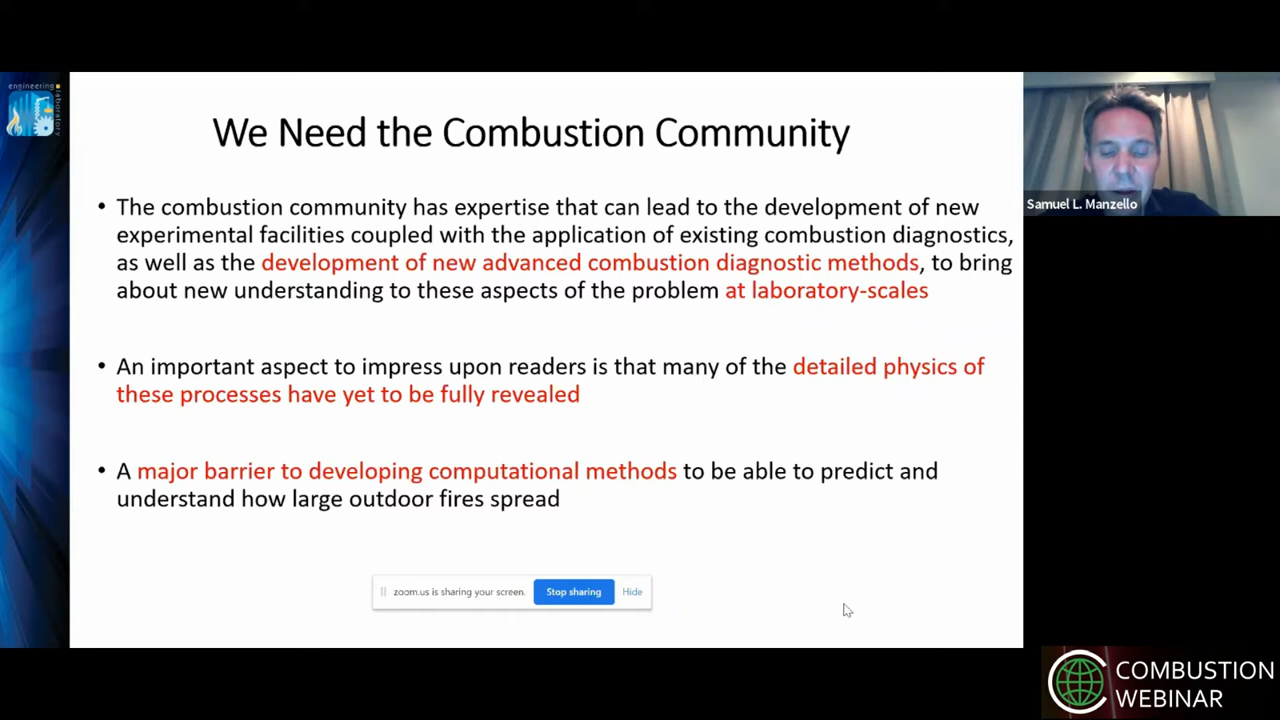 engineering
laboratory
We Need the Combustion Community
• The combustion community has expertise that can lead to the development of new
experimental facilities coupled with the application of existing combustion diagnostics,
as well as the development of new advanced combustion diagnostic methods, to bring
about new understanding to these aspects of the problem at laboratory-scales
• An important aspect to impress upon readers is that many of the detailed physics of
these processes have yet to be fully revealed
• A major barrier to developing computational methods to be able to predict and
understand how large outdoor fires spread
zoom.us is sharing your screen. Stop sharing Hide
Samuel L. Manzello
COMBUSTION
WEBINAR